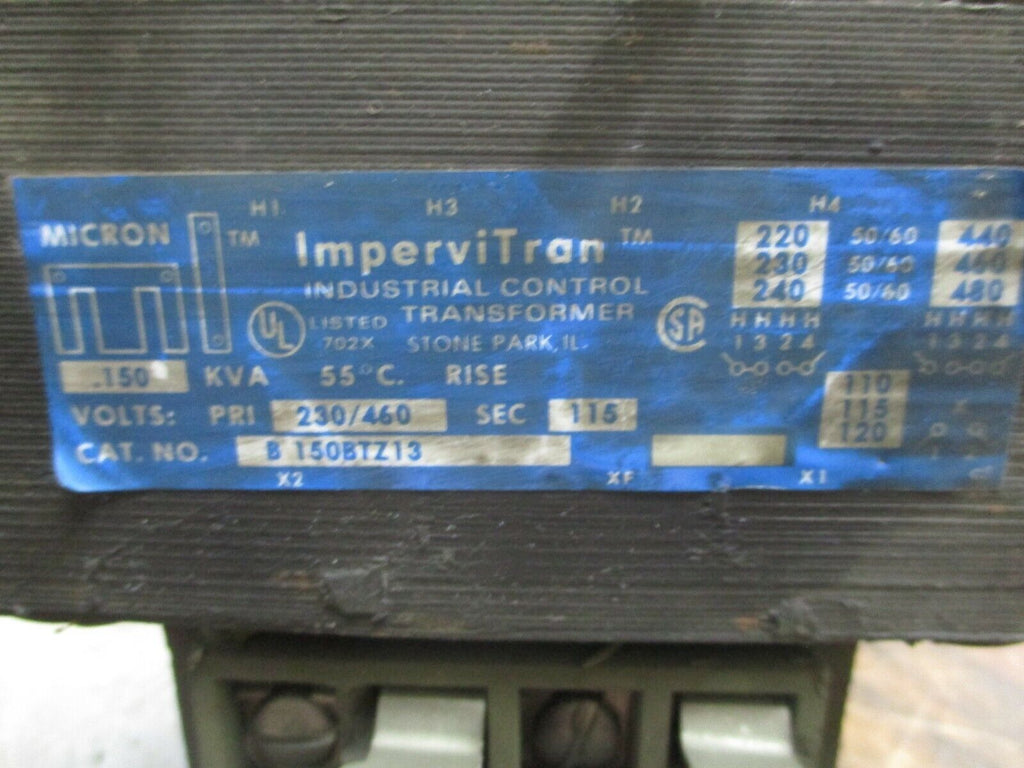 H1 H3 H2 H4
MICRON TM ImperviTran TM
INDUSTRIAL CONTROL
TRANSFORMER
UL LISTED
702X STONE PARK, IL.
SA
220 50/60 440
230 50/60 460
240 50/60 480
H H H H H H H H
1 3 2 4 1 3 2 4
.150 KVA 55°C. RISE
110
115
120
VOLTS: PRI 230/460 SEC 115
CAT. NO. B 150BTZ13
X2 XF X1